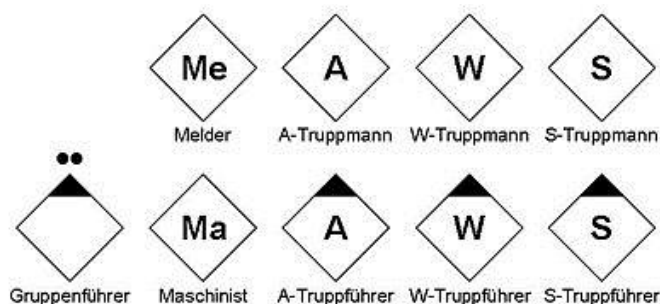 Me A W S
Melder A-Truppmann W-Truppmann S-Truppmann
Ma A W S
Gruppenführer Maschinist A-Truppführer W-Truppführer S-Truppführer